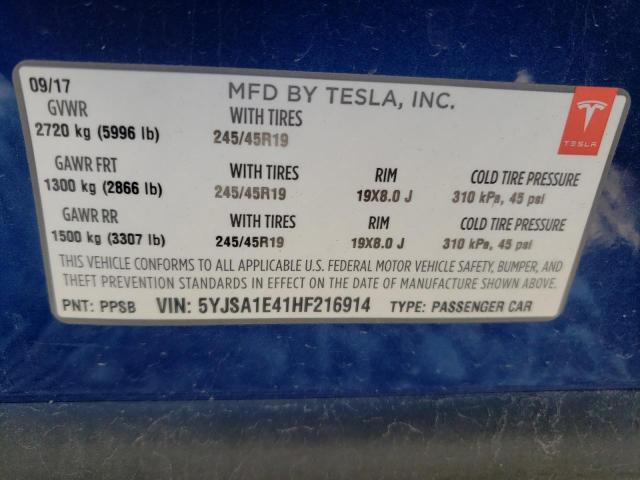 09/17
MFD BY TESLA, INC.
GVWR WITH TIRES
2720 kg (5996 lb) 245/45R19
TESLA
GAWR FRT WITH TIRES RIM COLD TIRE PRESSURE
1300 kg (2866 lb) 245/45R19 19X8.0 J 310 kPa, 45 psi
GAWR RR WITH TIRES RIM COLD TIRE PRESSURE
1500 kg (3307 lb) 245/45R19 19X8.0 J 310 kPa, 45 psi
THIS VEHICLE CONFORMS TO ALL APPLICABLE U.S. FEDERAL MOTOR VEHICLE SAFETY, BUMPER, AND
THEFT PREVENTION STANDARDS IN EFFECT ON THE DATE OF MANUFACTURE SHOWN ABOVE.
PNT: PPSB VIN: 5YJSA1E41HF216914 TYPE: PASSENGER CAR